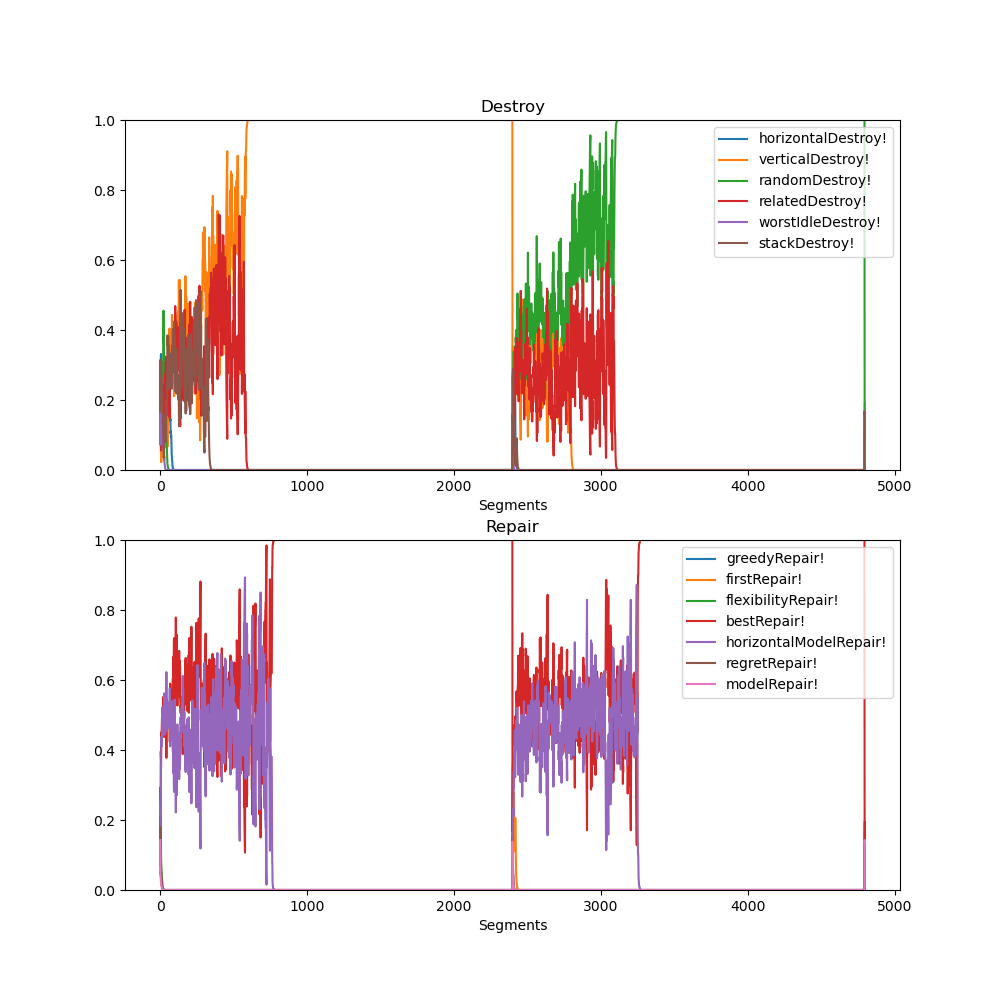 Destroy
1.0
0.8
0.6
0.4
0.2
0.0
horizontalDestroy!
verticalDestroy!
randomDestroy!
relatedDestroy!
worstIdleDestroy!
stackDestroy!
0 1000 2000 3000 4000 5000
Segments
Repair
1.0
0.8
0.6
0.4
0.2
0.0
greedyRepair!
firstRepair!
flexibilityRepair!
bestRepair!
horizontalModelRepair!
regretRepair!
modelRepair!
0 1000 2000 3000 4000 5000
Segments